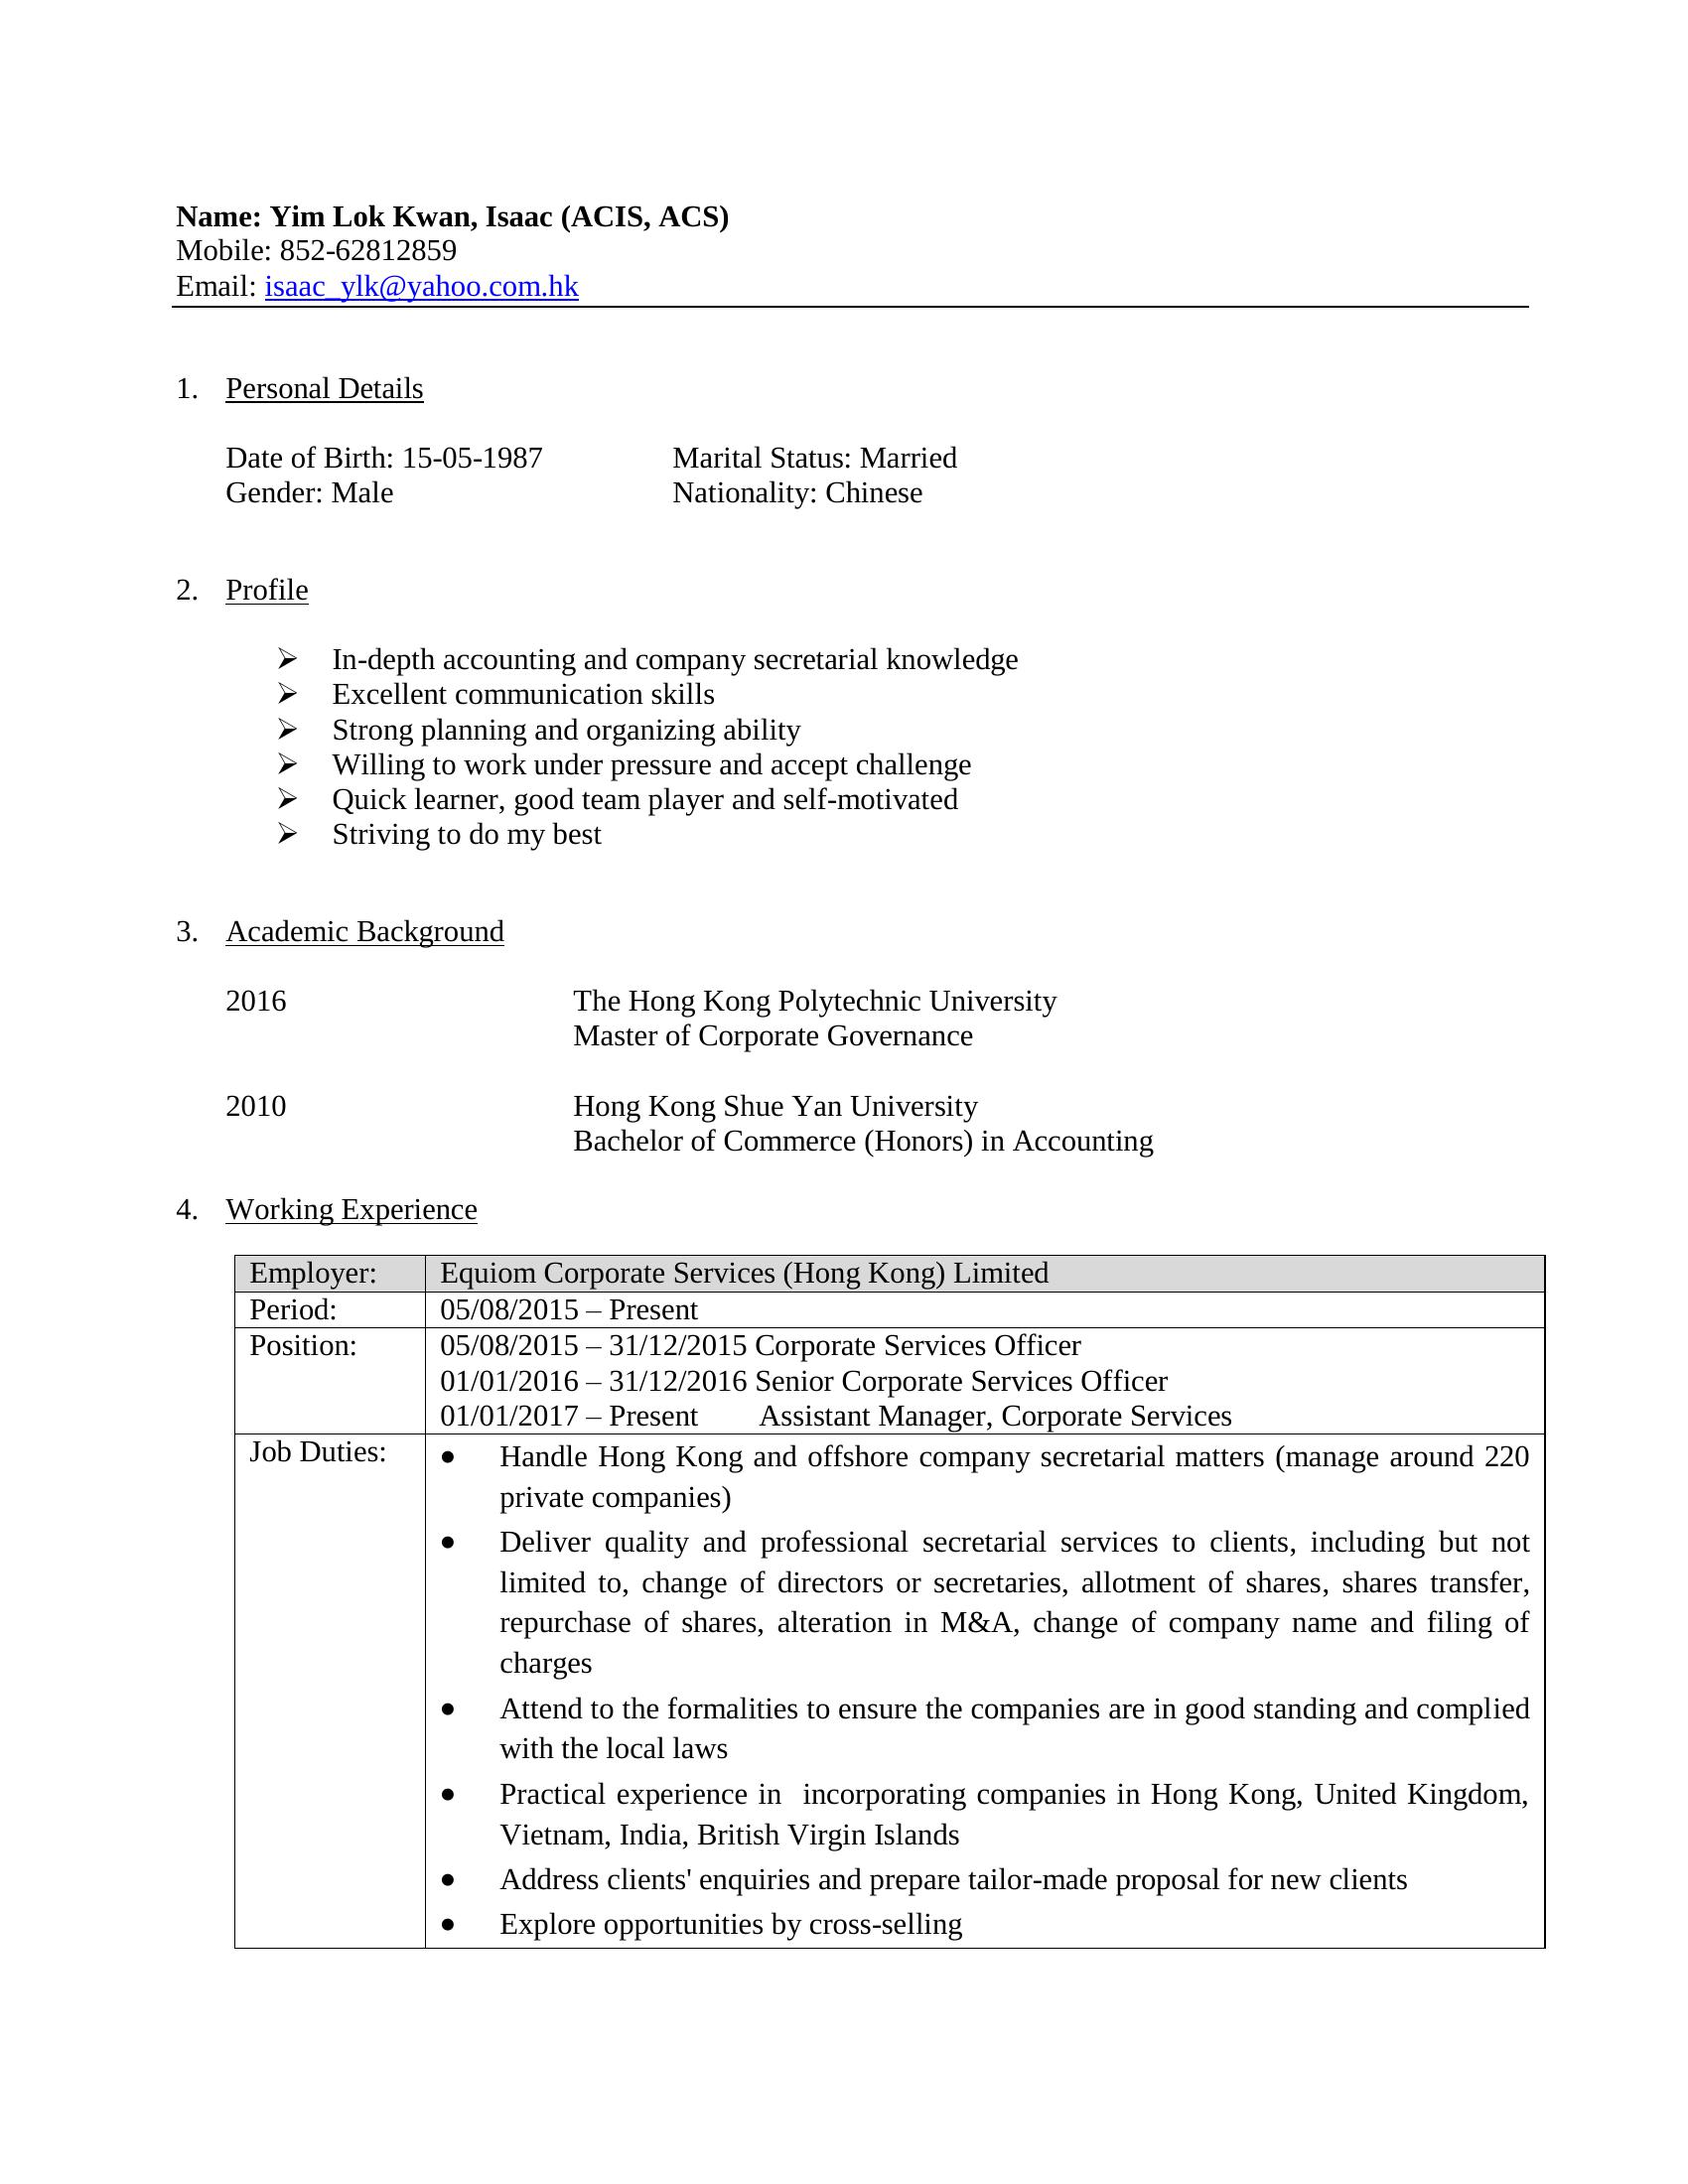 Name: Yim Lok Kwan, Isaac (ACIS, ACS)
Mobile: 852-62812859
Email: isaac_ylk@yahoo.com.hk
1. Personal Details
Date of Birth: 15-05-1987 Marital Status: Married
Gender: Male Nationality: Chinese
2. Profile
➢ In-depth accounting and company secretarial knowledge
➢ Excellent communication skills
➢ Strong planning and organizing ability
➢ Willing to work under pressure and accept challenge
➢ Quick learner, good team player and self-motivated
➢ Striving to do my best
3. Academic Background
2016 The Hong Kong Polytechnic University
Master of Corporate Governance
2010 Hong Kong Shue Yan University
Bachelor of Commerce (Honors) in Accounting
4. Working Experience
Employer: Equiom Corporate Services (Hong Kong) Limited
Period: 05/08/2015 – Present
Position: 05/08/2015 – 31/12/2015 Corporate Services Officer
01/01/2016 – 31/12/2016 Senior Corporate Services Officer
01/01/2017 – Present Assistant Manager, Corporate Services
Job Duties: • Handle Hong Kong and offshore company secretarial matters (manage around 220
private companies)
• Deliver quality and professional secretarial services to clients, including but not
limited to, change of directors or secretaries, allotment of shares, shares transfer,
repurchase of shares, alteration in M&A, change of company name and filing of
charges
• Attend to the formalities to ensure the companies are in good standing and complied
with the local laws
• Practical experience in incorporating companies in Hong Kong, United Kingdom,
Vietnam, India, British Virgin Islands
• Address clients' enquiries and prepare tailor-made proposal for new clients
• Explore opportunities by cross-selling